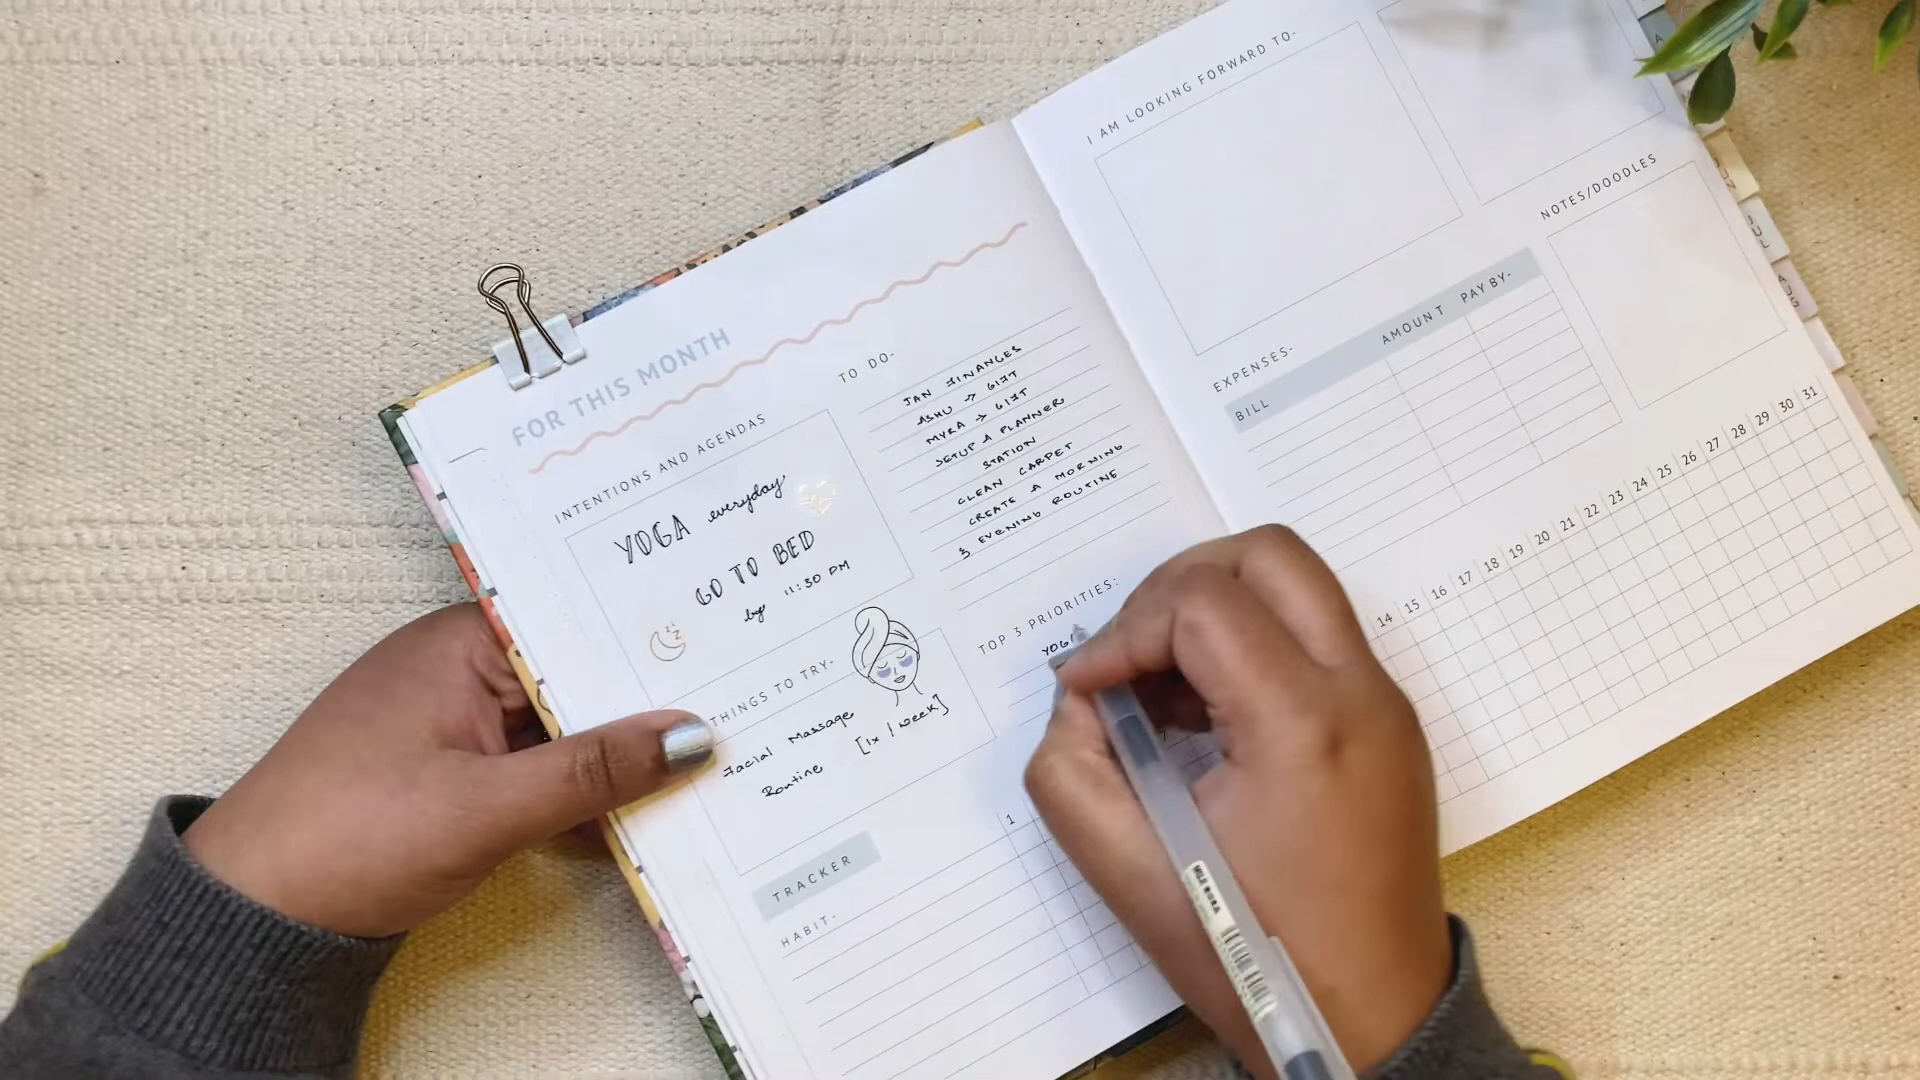 FOR THIS MONTH
INTENTIONS AND AGENDAS
YOGA everyday
GO TO BED
by 11:30 PM
zzz
THINGS TO TRY-
Facial Massage
Routine [1x / week]
TO DO-
JAN FINANCES
ASHU → GIFT
MYRA → GIFT
SETUP A PLANNER
STATION
CLEAN CARPET
CREATE A MORNING
& EVENING ROUTINE
TOP 3 PRIORITIES:
TRACKER
HABIT-
1
I AM LOOKING FORWARD TO-
NOTES/DOODLES
EXPENSES-
BILL AMOUNT PAY BY-
14 15 16 17 18 19 20 21 22 23 24 25 26 27 28 29 30 31
JUL
AUG